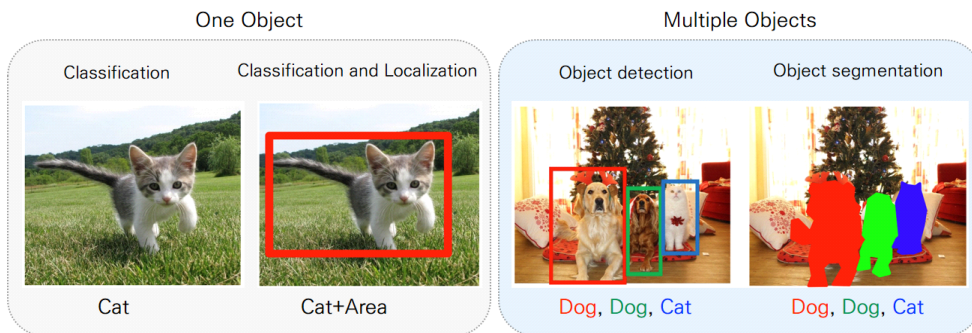 One Object
Multiple Objects
Classification
Classification and Localization
Object detection
Object segmentation
Cat
Cat+Area
Dog, Dog, Cat
Dog, Dog, Cat